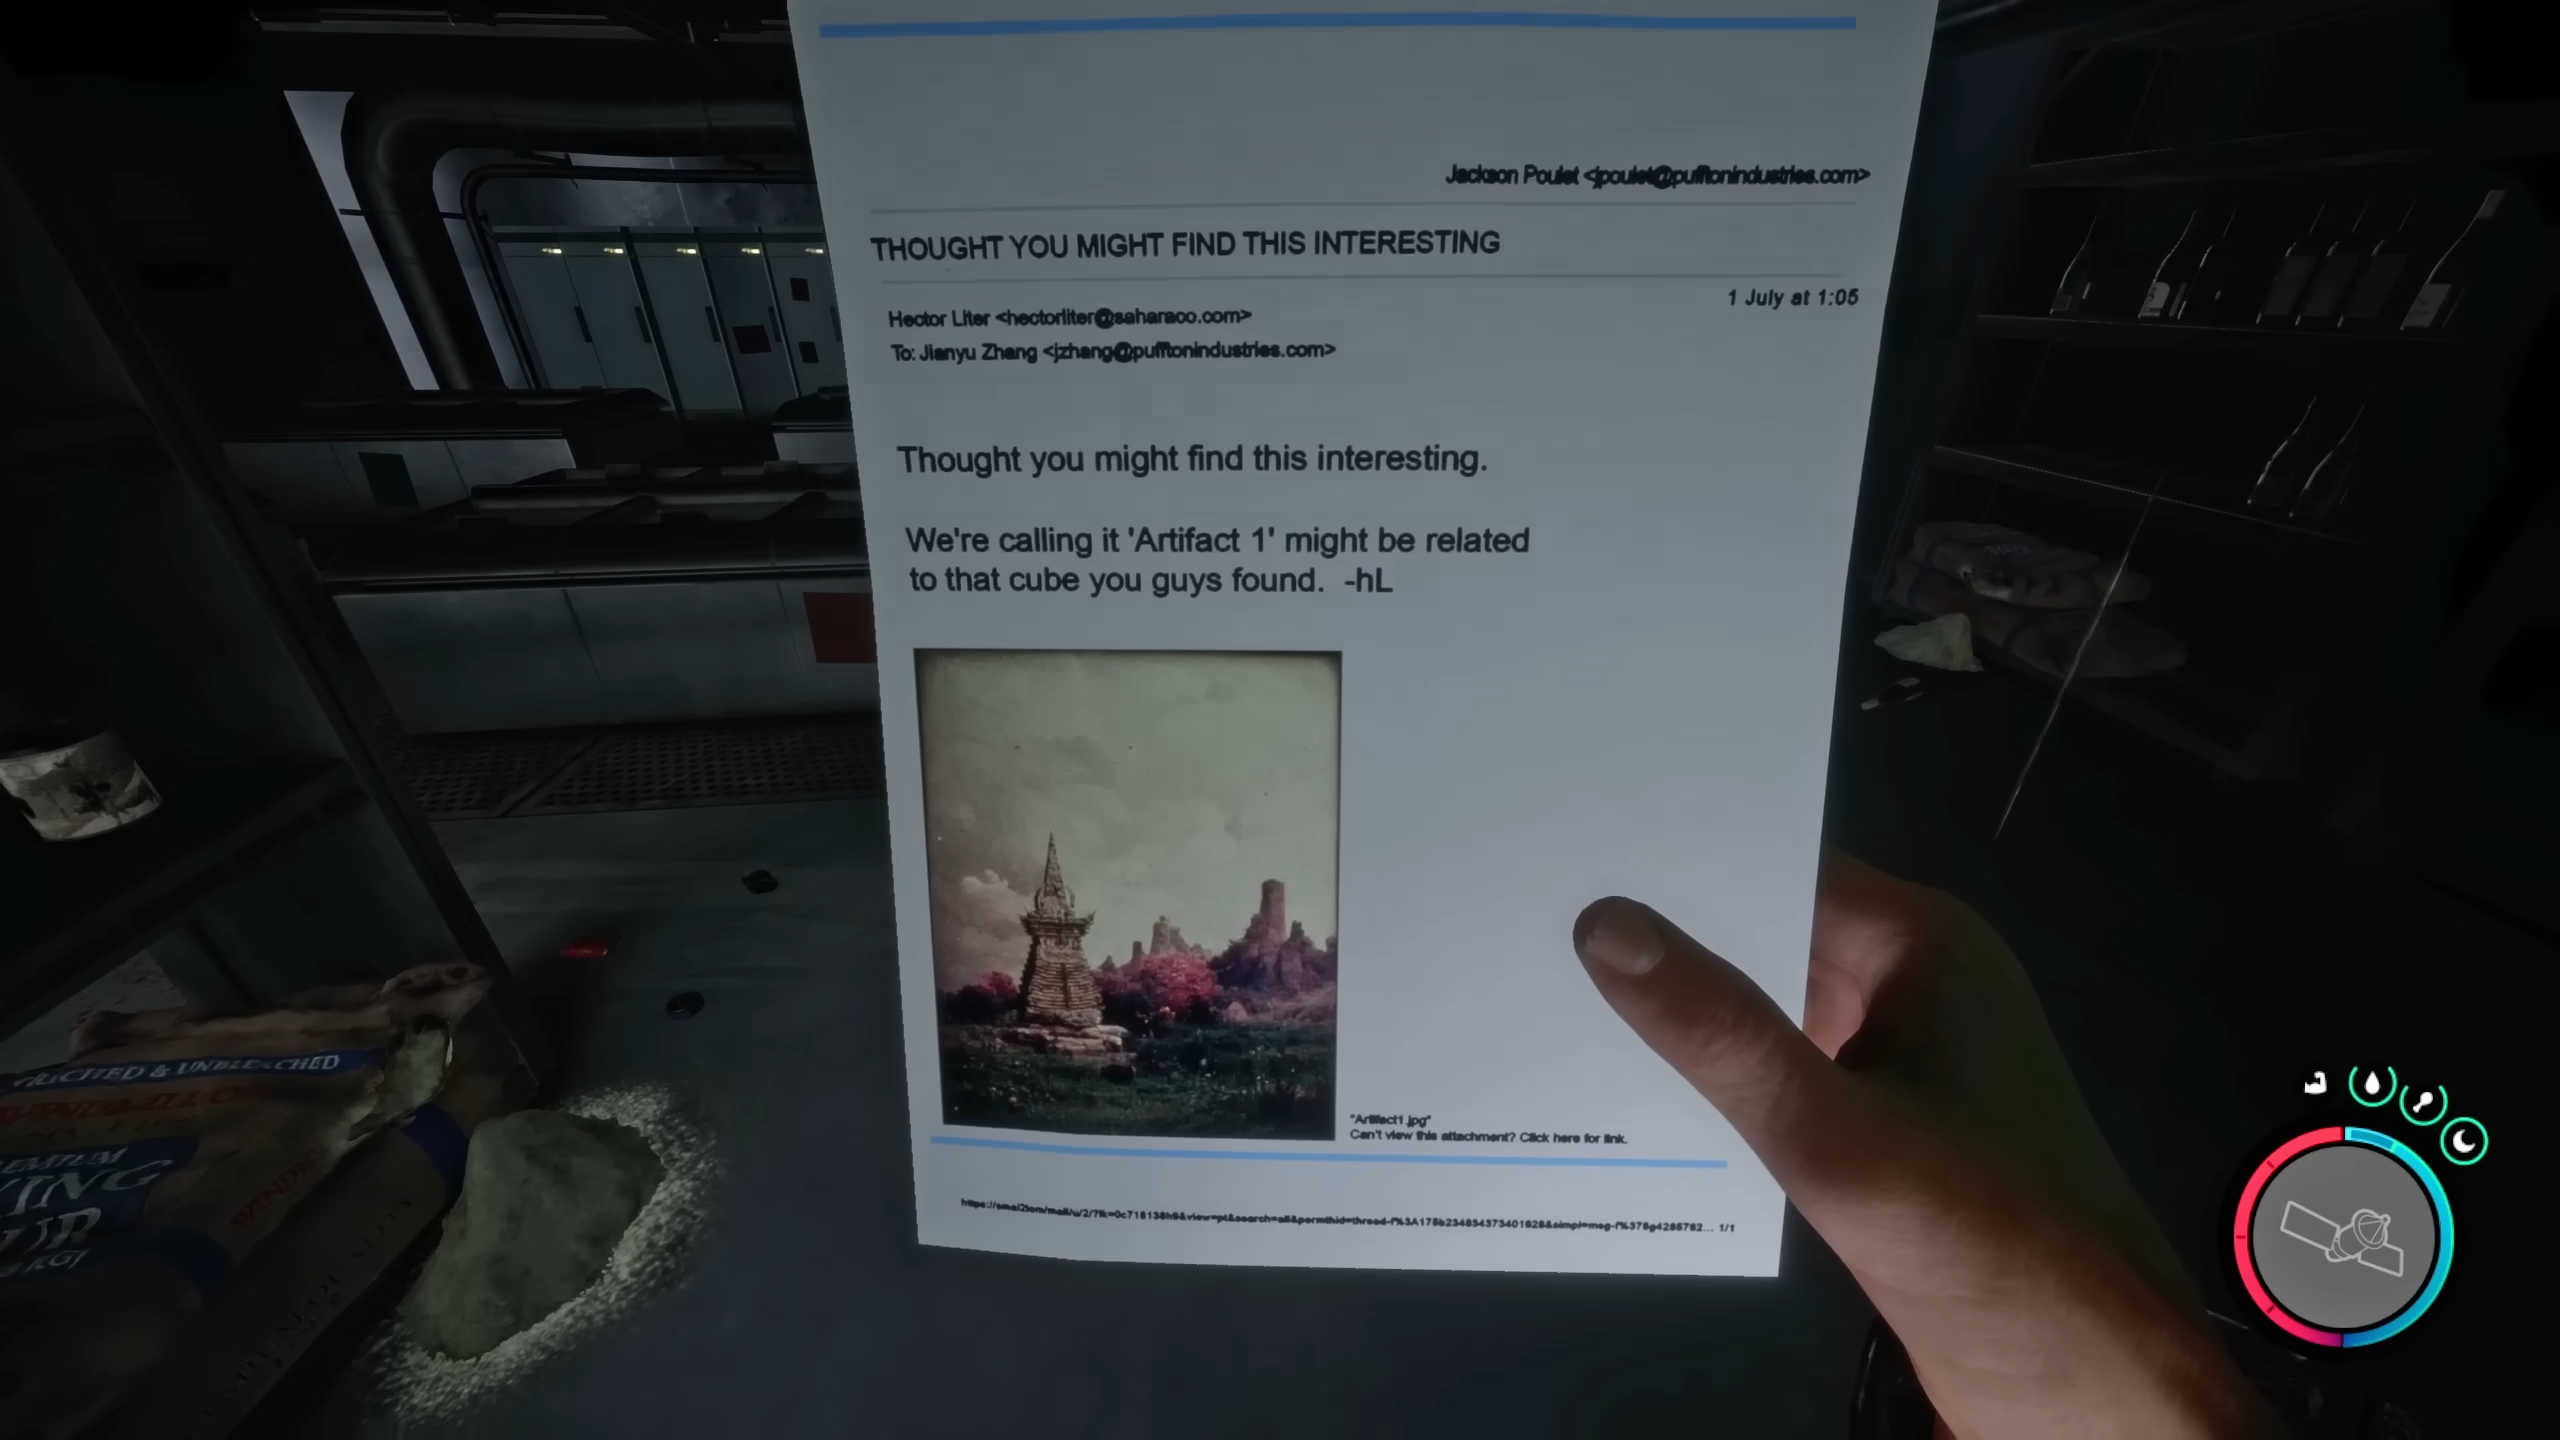 Jackson Poulet <jpoulet@pufftonindustries.com>
THOUGHT YOU MIGHT FIND THIS INTERESTING
1 July at 1:05
Hector Liter <hectorliter@saharaco.com>
To: Jianyu Zhang <jzhang@pufftonindustries.com>
Thought you might find this interesting.
We're calling it 'Artifact 1' might be related
to that cube you guys found. -hL
"Artifact1.jpg"
Can't view this attachment? Click here for link.
1/1
& UNBLEACHED